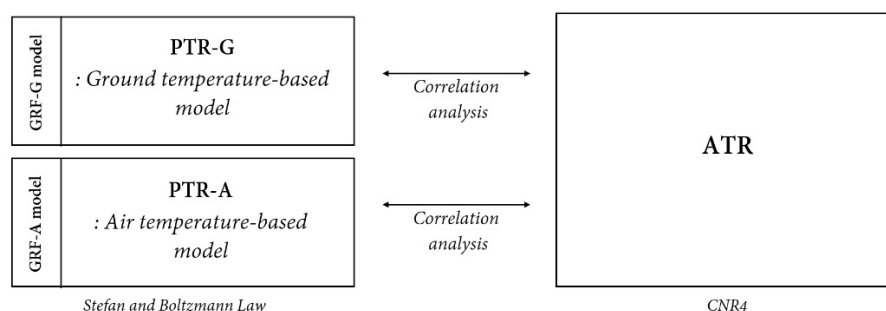 GRF-G model
PTR-G
: Ground temperature-based
model
Correlation
analysis
GRF-A model
PTR-A
: Air temperature-based
model
Correlation
analysis
ATR
Stefan and Boltzmann Law
CNR4